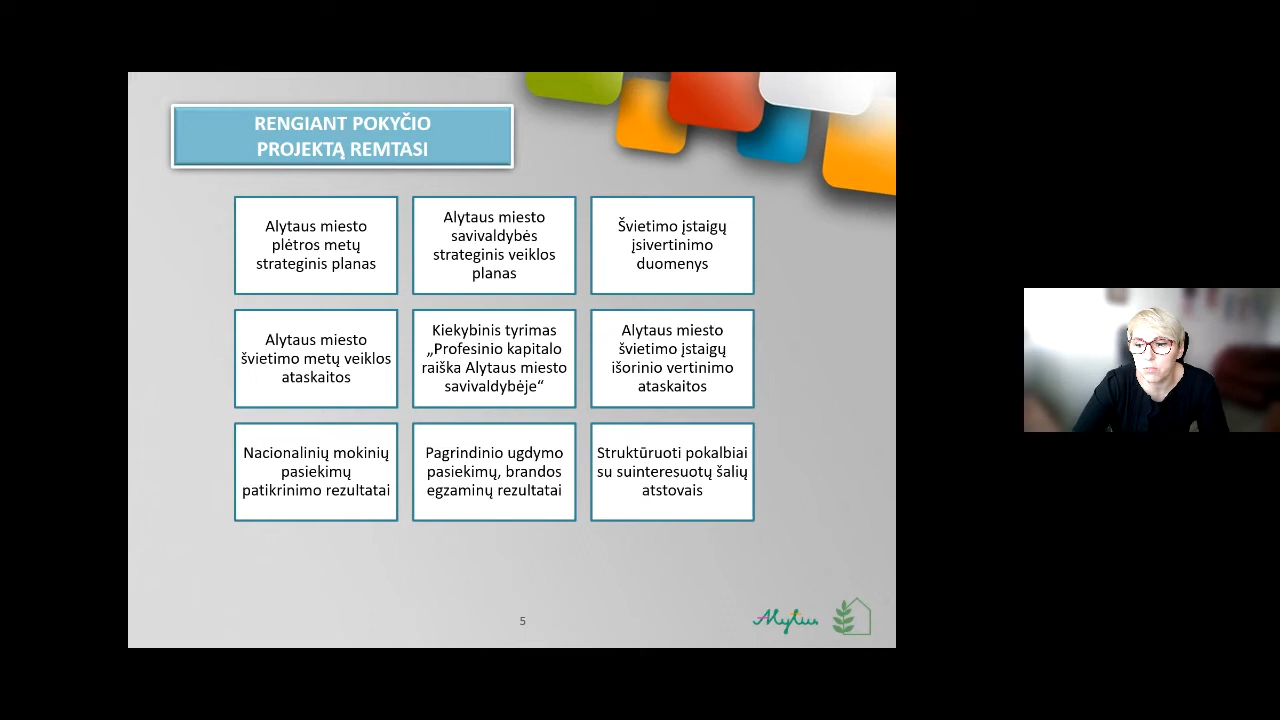 RENGIANT POKYČIO
PROJEKTĄ REMTASI
Alytaus miesto
plėtros metų
strateginis planas
Alytaus miesto
savivaldybės
strateginis veiklos
planas
Švietimo įstaigų
įsivertinimo
duomenys
Alytaus miesto
švietimo metų veiklos
ataskaitos
Kiekybinis tyrimas
„Profesinio kapitalo
raiška Alytaus miesto
savivaldybėje“
Alytaus miesto
švietimo įstaigų
išorinio vertinimo
ataskaitos
Nacionalinių mokinių
pasiekimų
patikrinimo rezultatai
Pagrindinio ugdymo
pasiekimų, brandos
egzaminų rezultatai
Struktūruoti pokalbiai
su suinteresuotų šalių
atstovais
5
Alytus